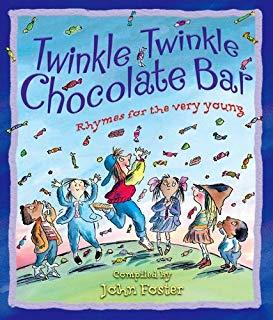 Twinkle Twinkle
Chocolate Bar
Rhymes for the very young
Compiled by
John Foster